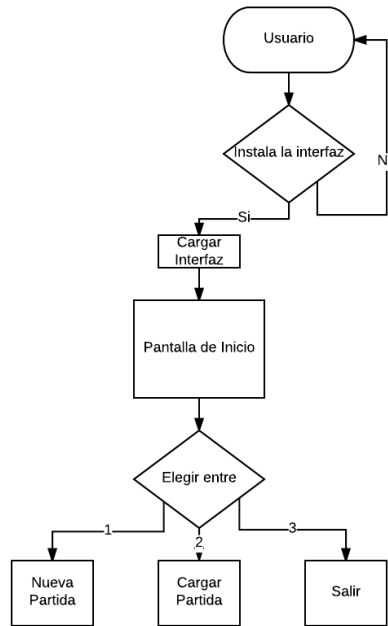 Usuario
Instala la interfaz
N
Si
Cargar
Interfaz
Pantalla de Inicio
Elegir entre
1
2
3
Nueva
Partida
Cargar
Partida
Salir